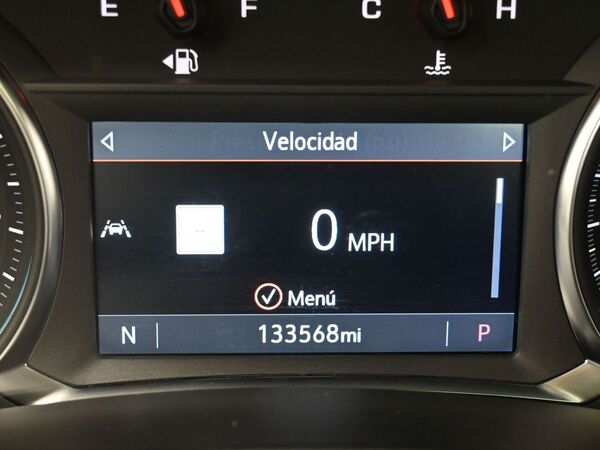 E F C H
Velocidad
-- 0 MPH
Menú
N 133568mi P